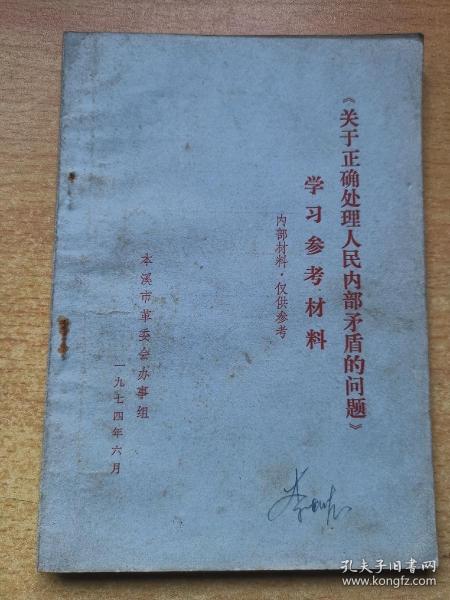 《关于正确处理人民内部矛盾的问题》
学习参考材料
内部材料·仅供参考
本溪市革委会办事组
一九七四年六月
孔夫子旧书网
www.kongfz.com